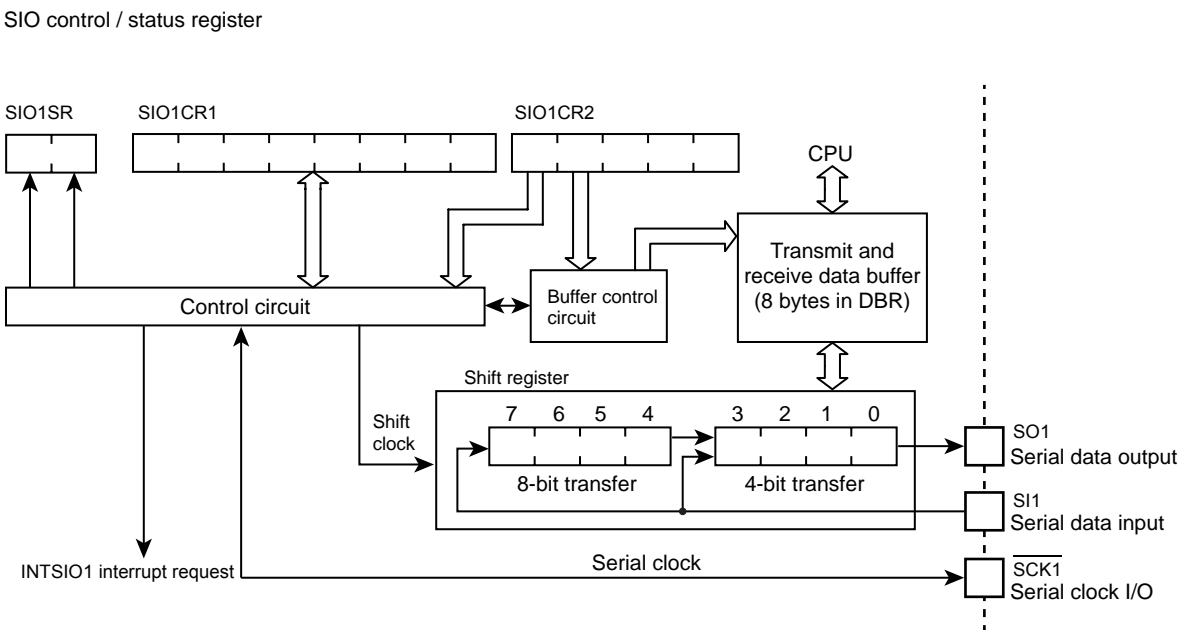 SIO control / status register
SIO1SR
SIO1CR1
SIO1CR2
CPU
Transmit and
receive data buffer
(8 bytes in DBR)
Control circuit
Buffer control
circuit
Shift register
Shift
clock
7 6 5 4
3 2 1 0
8-bit transfer
4-bit transfer
SO1
Serial data output
SI1
Serial data input
INTSIO1 interrupt request
Serial clock
SCK1
Serial clock I/O